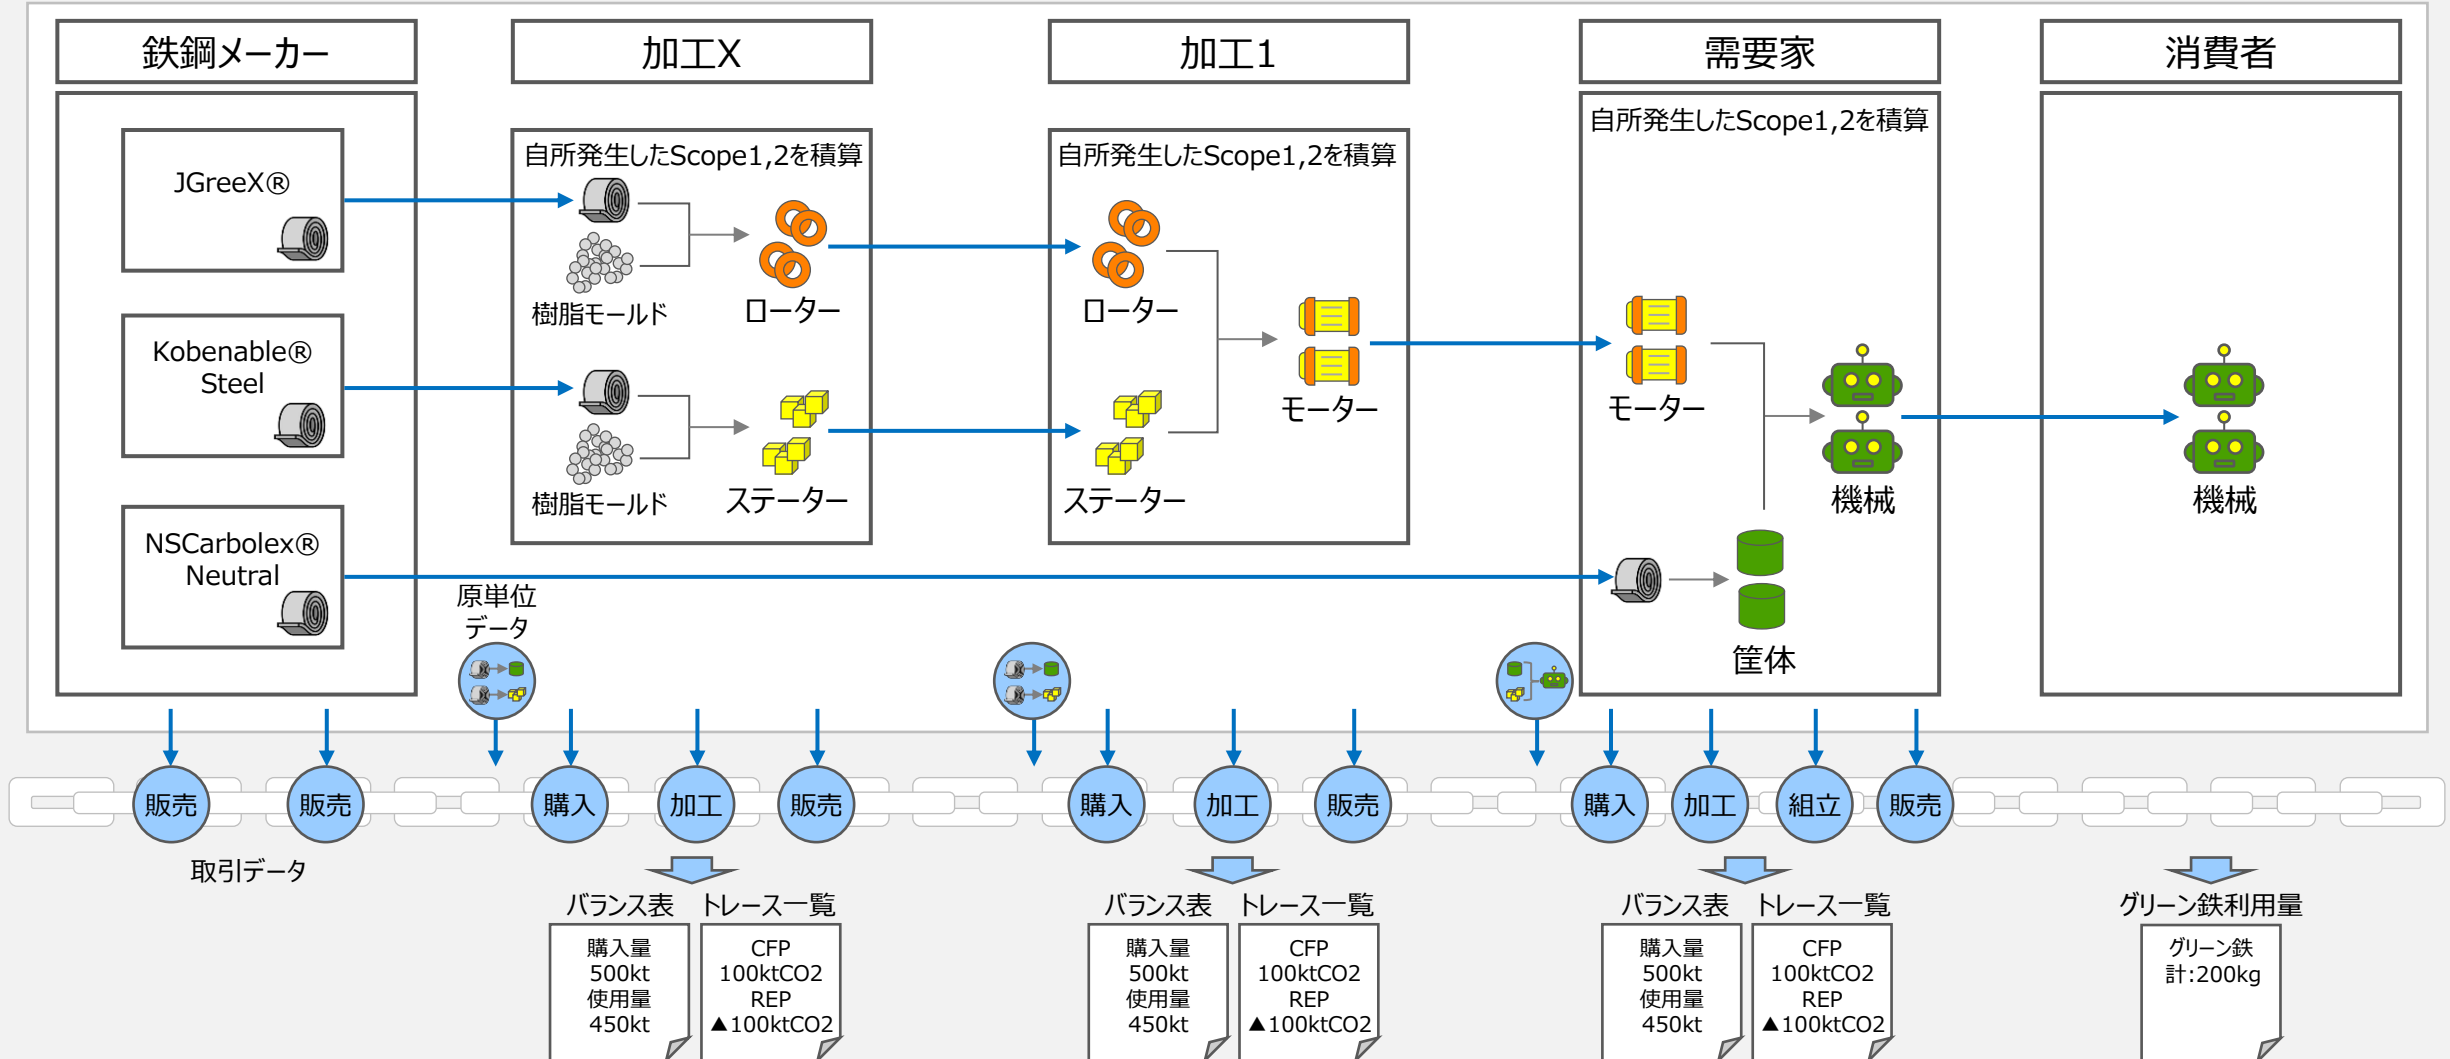 鉄鋼メーカー
加工X
加工1
需要家
消費者
JGreeX®
Kobenable®
Steel
NSCarbolex®
Neutral
自所発生したScope1,2を積算
樹脂モールド
ローター
樹脂モールド
ステーター
自所発生したScope1,2を積算
ローター
ステーター
モーター
自所発生したScope1,2を積算
モーター
機械
筐体
機械
原単位
データ
販売
販売
購入
加工
販売
購入
加工
販売
購入
加工
組立
販売
取引データ
バランス表
購入量
500kt
使用量
450kt
トレース一覧
CFP
100ktCO2
REP
▲100ktCO2
バランス表
購入量
500kt
使用量
450kt
トレース一覧
CFP
100ktCO2
REP
▲100ktCO2
バランス表
購入量
500kt
使用量
450kt
トレース一覧
CFP
100ktCO2
REP
▲100ktCO2
グリーン鉄利用量
グリーン鉄
計:200kg